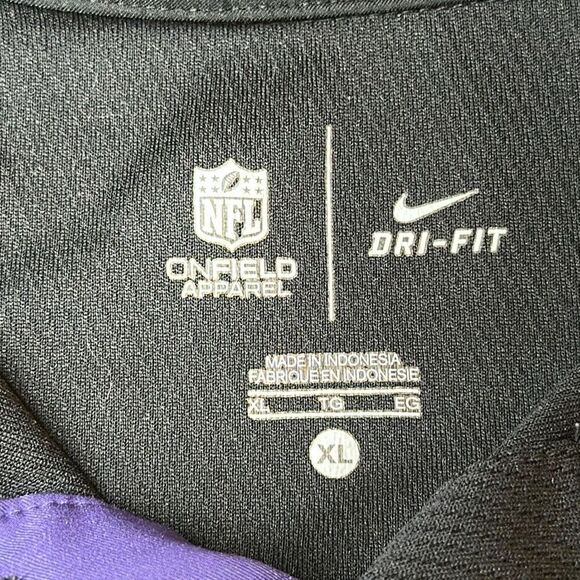 NFL
ONFIELD
APPAREL
DRI-FIT
MADE IN INDONESIA
FABRIQUE EN INDONESIE
XL TG EG
XL